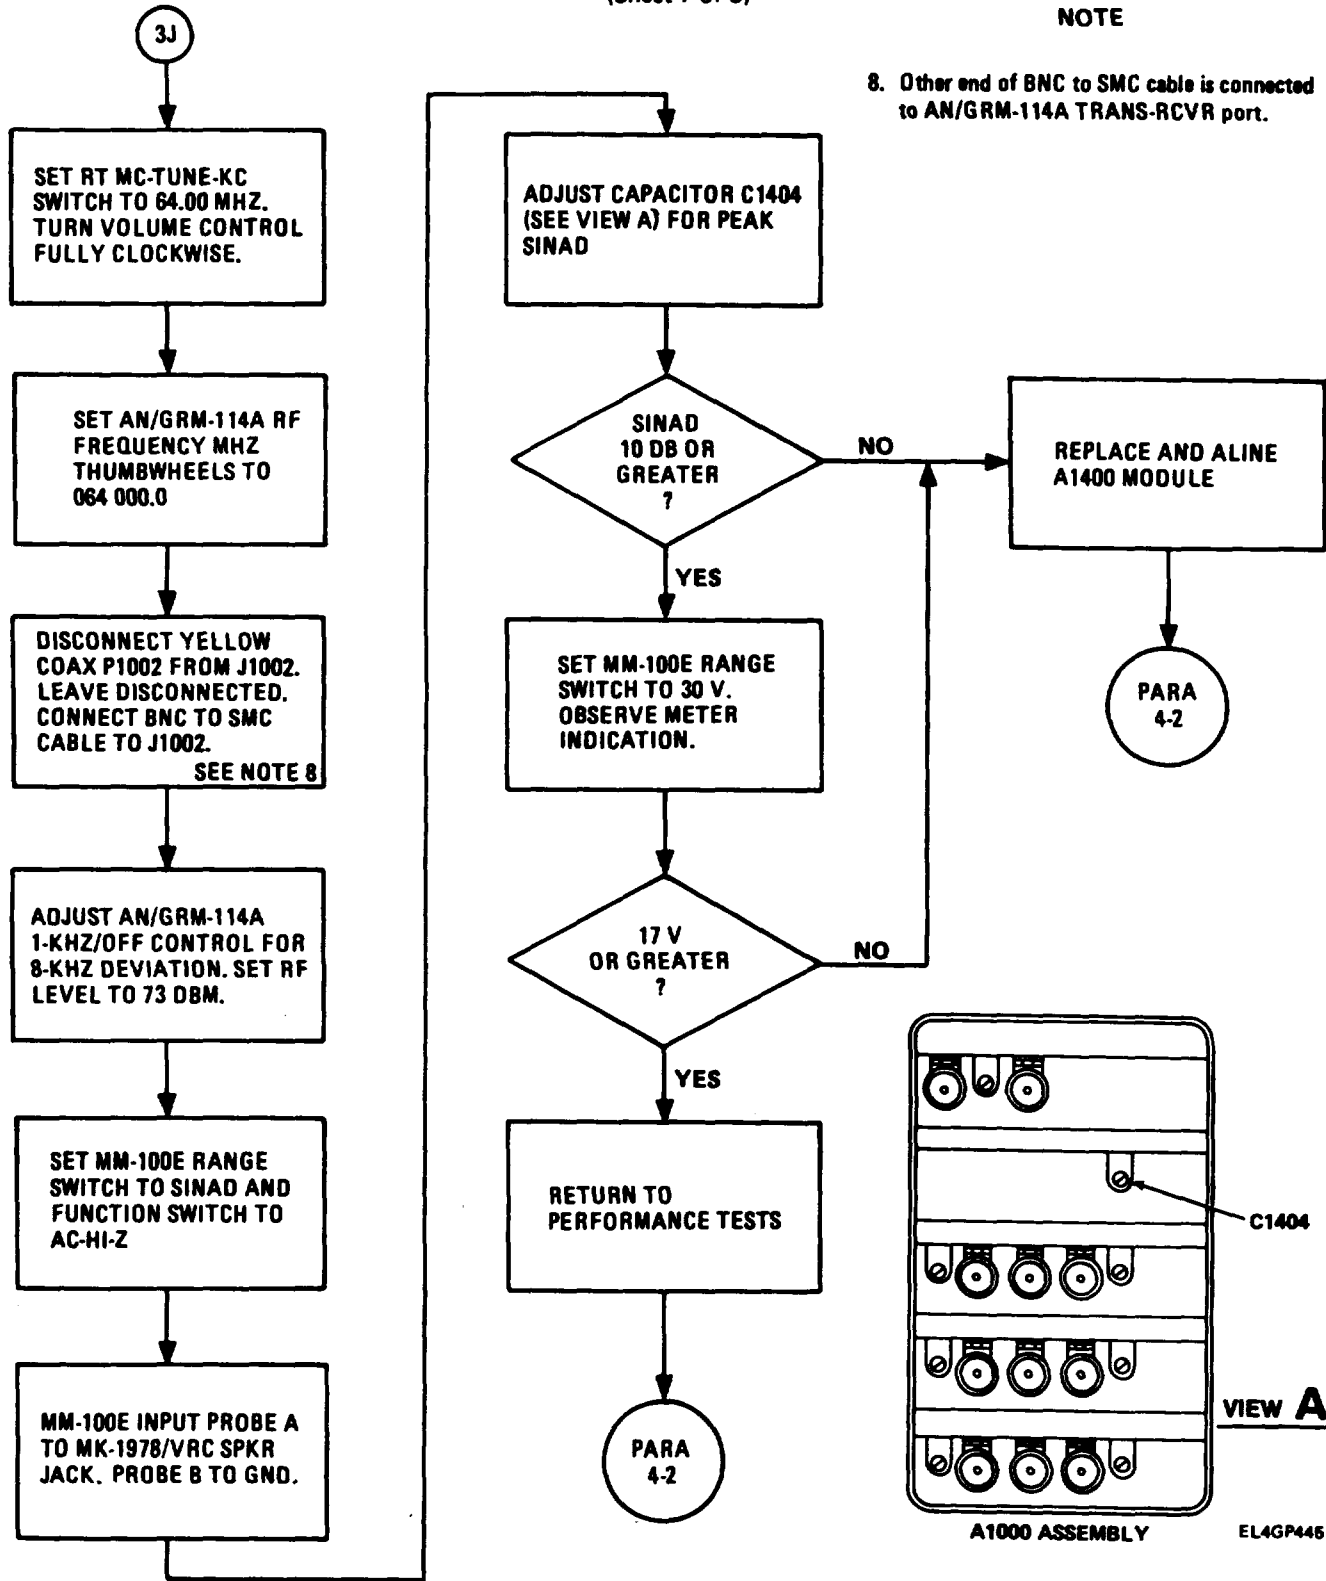 3J
SET RT MC-TUNE-KC
SWITCH TO 64.00 MHZ.
TURN VOLUME CONTROL
FULLY CLOCKWISE.
SET AN/GRM-114A RF
FREQUENCY MHZ
THUMBWHEELS TO
064 000.0
DISCONNECT YELLOW
COAX P1002 FROM J1002.
LEAVE DISCONNECTED.
CONNECT BNC TO SMC
CABLE TO J1002.
SEE NOTE 8
ADJUST AN/GRM-114A
1-KHZ/OFF CONTROL FOR
8-KHZ DEVIATION. SET RF
LEVEL TO 73 DBM.
SET MM-100E RANGE
SWITCH TO SINAD AND
FUNCTION SWITCH TO
AC-HI-Z
MM-100E INPUT PROBE A
TO MK-1978/VRC SPKR
JACK. PROBE B TO GND.
ADJUST CAPACITOR C1404
(SEE VIEW A) FOR PEAK
SINAD
SINAD
10 DB OR
GREATER
?
NO
YES
SET MM-100E RANGE
SWITCH TO 30 V.
OBSERVE METER
INDICATION.
17 V
OR GREATER
?
NO
YES
RETURN TO
PERFORMANCE TESTS
PARA
4-2
NOTE
8. Other end of BNC to SMC cable is connected
to AN/GRM-114A TRANS-RCVR port.
REPLACE AND ALINE
A1400 MODULE
PARA
4-2
C1404
VIEW A
A1000 ASSEMBLY
EL4GP445